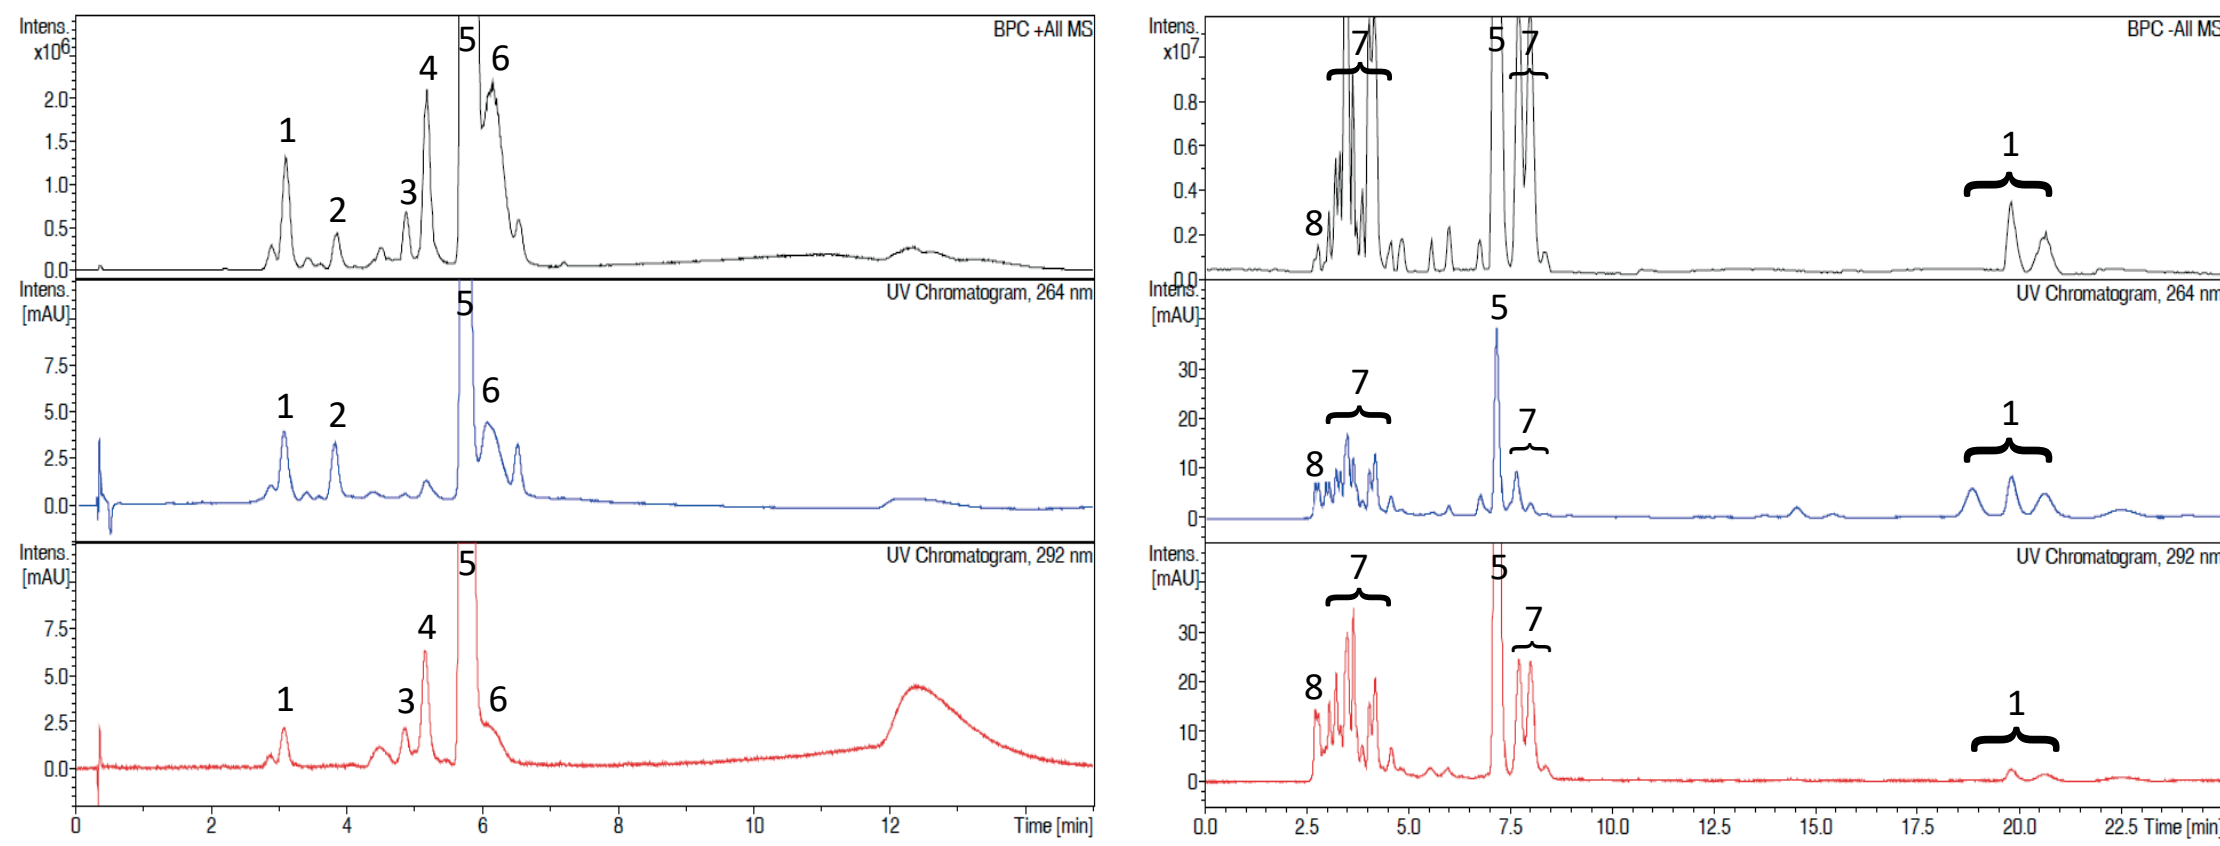 Intens.
x10⁶
BPC +All MS
1
2
3
4
5
6
2.0
1.5
1.0
0.5
0.0
Intens.
[mAU]
UV Chromatogram, 264 nm
5
1
2
6
7.5
5.0
2.5
0.0
Intens.
[mAU]
UV Chromatogram, 292 nm
5
4
1
3
6
7.5
5.0
2.5
0.0
0 2 4 6 8 10 12 Time [min]
Intens.
x10⁷
BPC -All MS
7
5
7
1
8
0.8
0.6
0.4
0.2
0.0
Intens.
[mAU]
UV Chromatogram, 264 nm
5
7
7
1
8
30
20
10
0
Intens.
[mAU]
UV Chromatogram, 292 nm
7
5
7
8
1
30
20
10
0
0.0 2.5 5.0 7.5 10.0 12.5 15.0 17.5 20.0 22.5 Time [min]